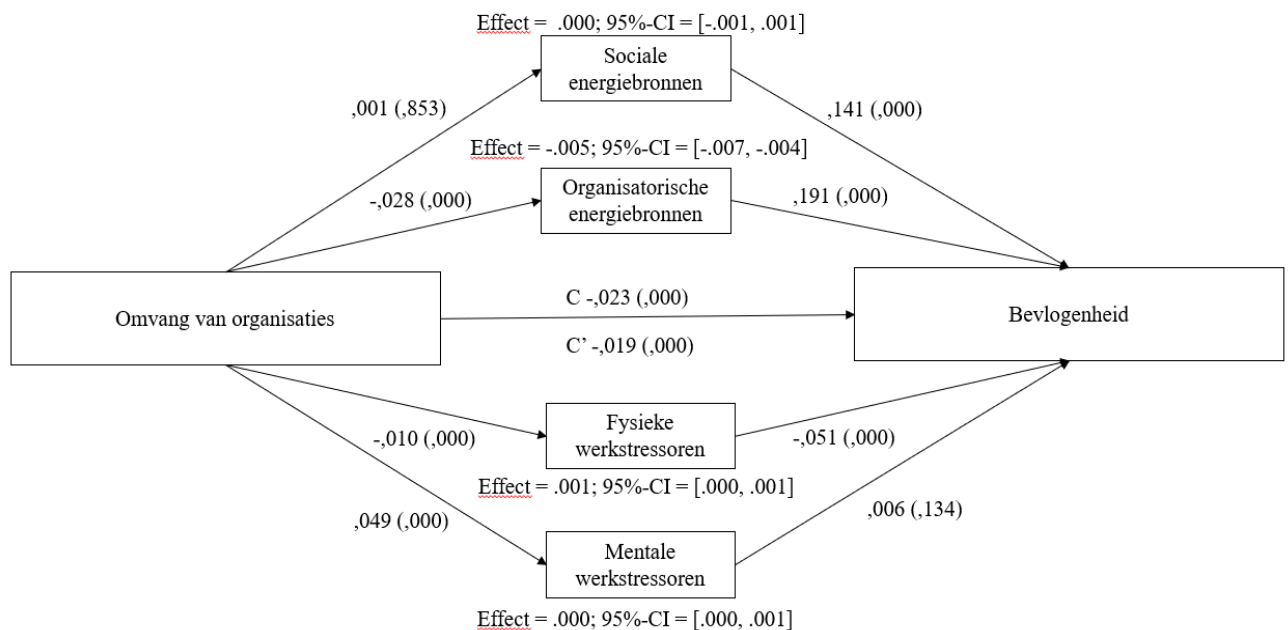 Effect = .000; 95%-CI = [-.001, .001]
Sociale
energiebronnen
,001 (,853)
,141 (,000)
Effect = -.005; 95%-CI = [-.007, -.004]
Organisatorische
energiebronnen
-,028 (,000)
,191 (,000)
Omvang van organisaties
C -,023 (,000)
C’ -,019 (,000)
Bevlogenheid
Fysieke
werkstressoren
-,010 (,000)
-,051 (,000)
Effect = .001; 95%-CI = [.000, .001]
,049 (,000)
,006 (,134)
Mentale
werkstressoren
Effect = .000; 95%-CI = [.000, .001]